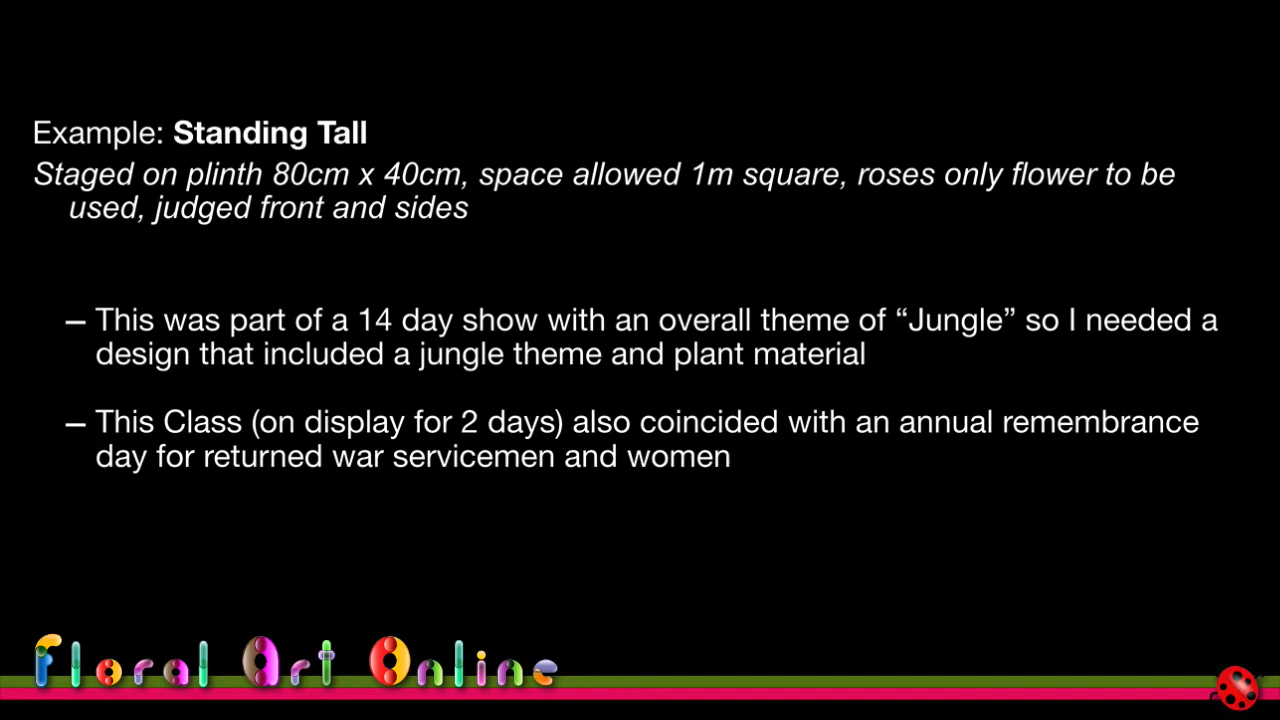 Example: Standing Tall
Staged on plinth 80cm x 40cm, space allowed 1m square, roses only flower to be
used, judged front and sides
– This was part of a 14 day show with an overall theme of “Jungle” so I needed a
design that included a jungle theme and plant material
– This Class (on display for 2 days) also coincided with an annual remembrance
day for returned war servicemen and women
Floral Art Online